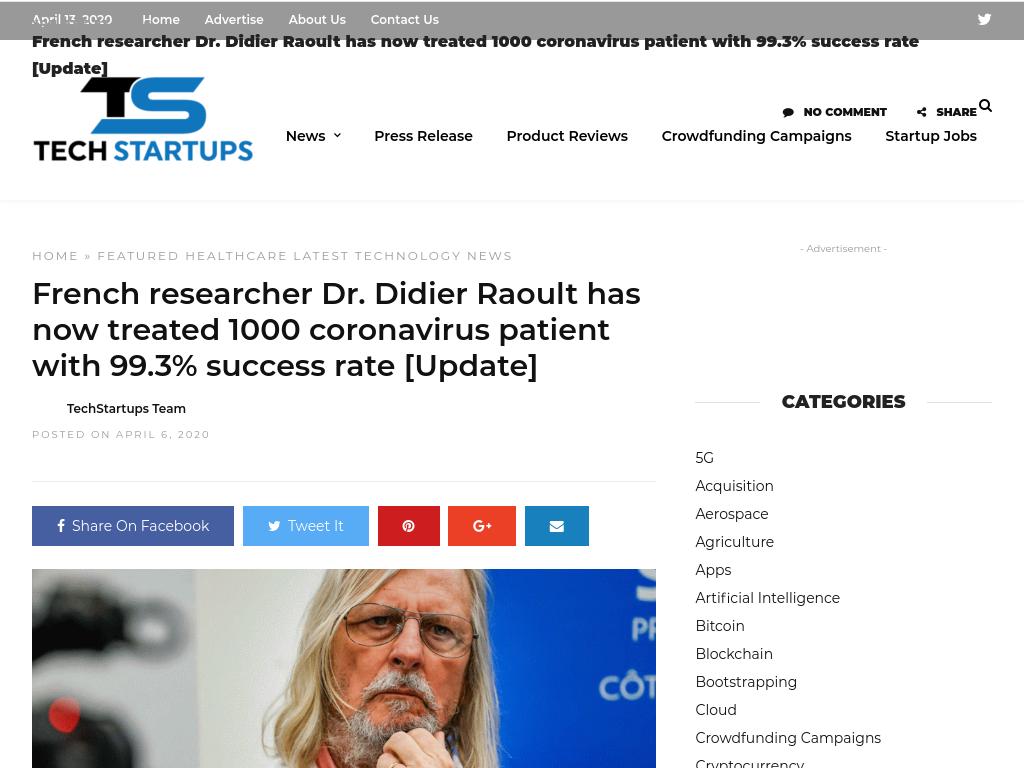 April 13, 2020 Home Advertise About Us Contact Us
French researcher Dr. Didier Raoult has now treated 1000 coronavirus patient with 99.3% success rate
[Update]
TS
TECH STARTUPS
NO COMMENT SHARE
News Press Release Product Reviews Crowdfunding Campaigns Startup Jobs
HOME » FEATURED HEALTHCARE LATEST TECHNOLOGY NEWS
French researcher Dr. Didier Raoult has
now treated 1000 coronavirus patient
with 99.3% success rate [Update]
TechStartups Team
POSTED ON APRIL 6, 2020
Share On Facebook Tweet It
- Advertisement -
CATEGORIES
5G
Acquisition
Aerospace
Agriculture
Apps
Artificial Intelligence
Bitcoin
Blockchain
Bootstrapping
Cloud
Crowdfunding Campaigns
Cryptocurrency